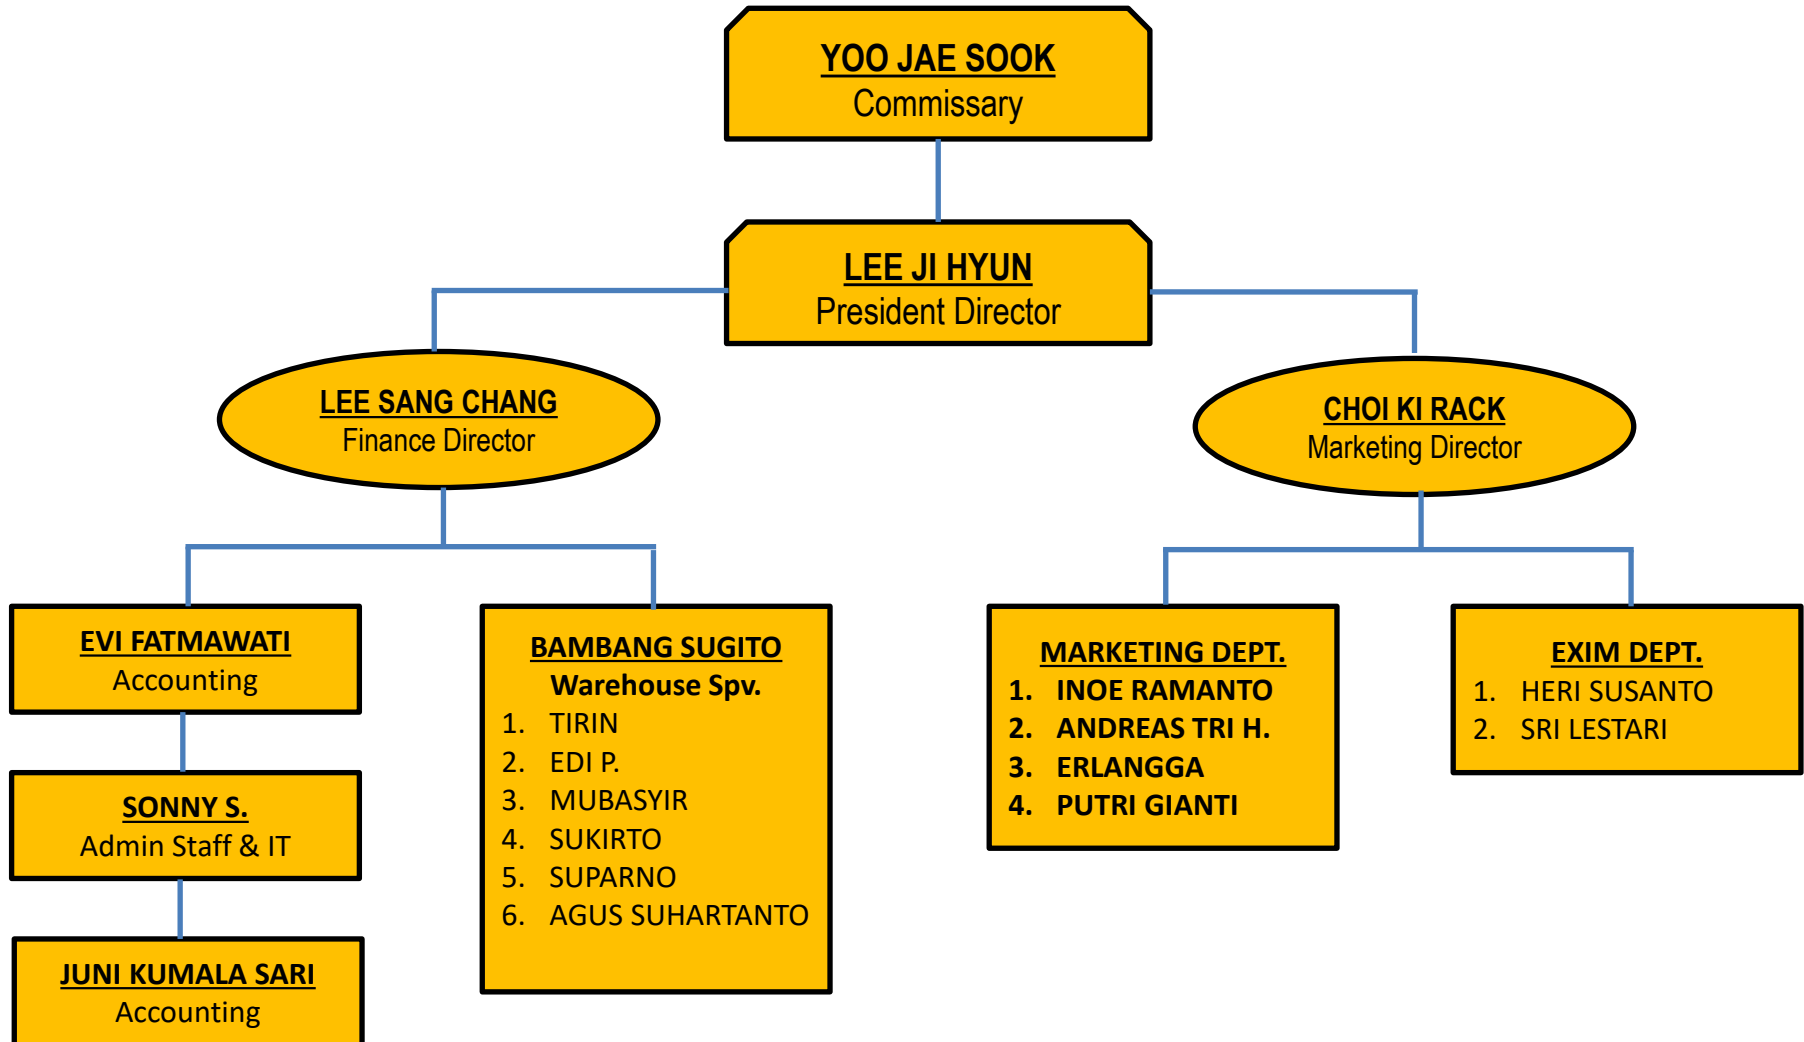 YOO JAE SOOK
Commissary
LEE JI HYUN
President Director
LEE SANG CHANG
Finance Director
CHOI KI RACK
Marketing Director
EVI FATMAWATI
Accounting
SONNY S.
Admin Staff & IT
JUNI KUMALA SARI
Accounting
BAMBANG SUGITO
Warehouse Spv.
1. TIRIN
2. EDI P.
3. MUBASYIR
4. SUKIRTO
5. SUPARNO
6. AGUS SUHARTANTO
MARKETING DEPT.
1. INOE RAMANTO
2. ANDREAS TRI H.
3. ERLANGGA
4. PUTRI GIANTI
EXIM DEPT.
1. HERI SUSANTO
2. SRI LESTARI